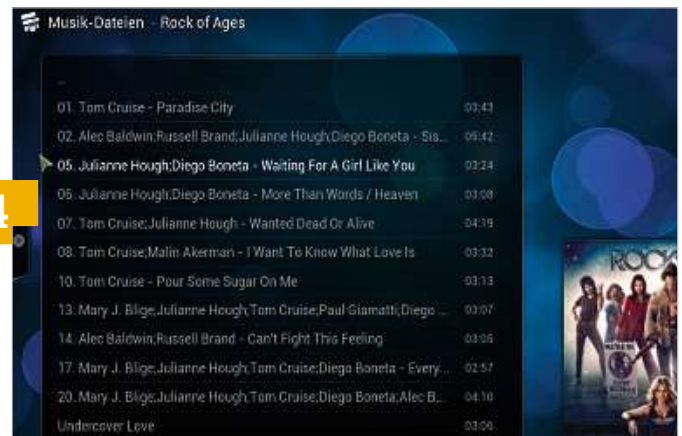 Musik-Dateien - Rock of Ages
..
01. Tom Cruise - Paradise City 03:43
02. Alec Baldwin;Russell Brand;Julianne Hough;Diego Boneta - Sis... 05:42
05. Julianne Hough;Diego Boneta - Waiting For A Girl Like You 03:24
06. Julianne Hough;Diego Boneta - More Than Words / Heaven 03:08
4
07. Tom Cruise;Julianne Hough - Wanted Dead Or Alive 04:19
08. Tom Cruise;Malin Akerman - I Want To Know What Love Is 03:32
10. Tom Cruise - Pour Some Sugar On Me 03:13
13. Mary J. Blige;Julianne Hough;Tom Cruise;Paul Giamatti;Diego ... 03:07
14. Alec Baldwin;Russell Brand - Can't Fight This Feeling 03:05
17. Mary J. Blige;Julianne Hough;Tom Cruise;Diego Boneta - Every... 02:57
20. Mary J. Blige;Julianne Hough;Tom Cruise;Diego Boneta;Alec B... 04:10
Undercover Love 03:06
ROCK